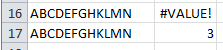 16 ABCDEFGHKLMN #VALUE!
17 ABCDEFGHKLMN 3